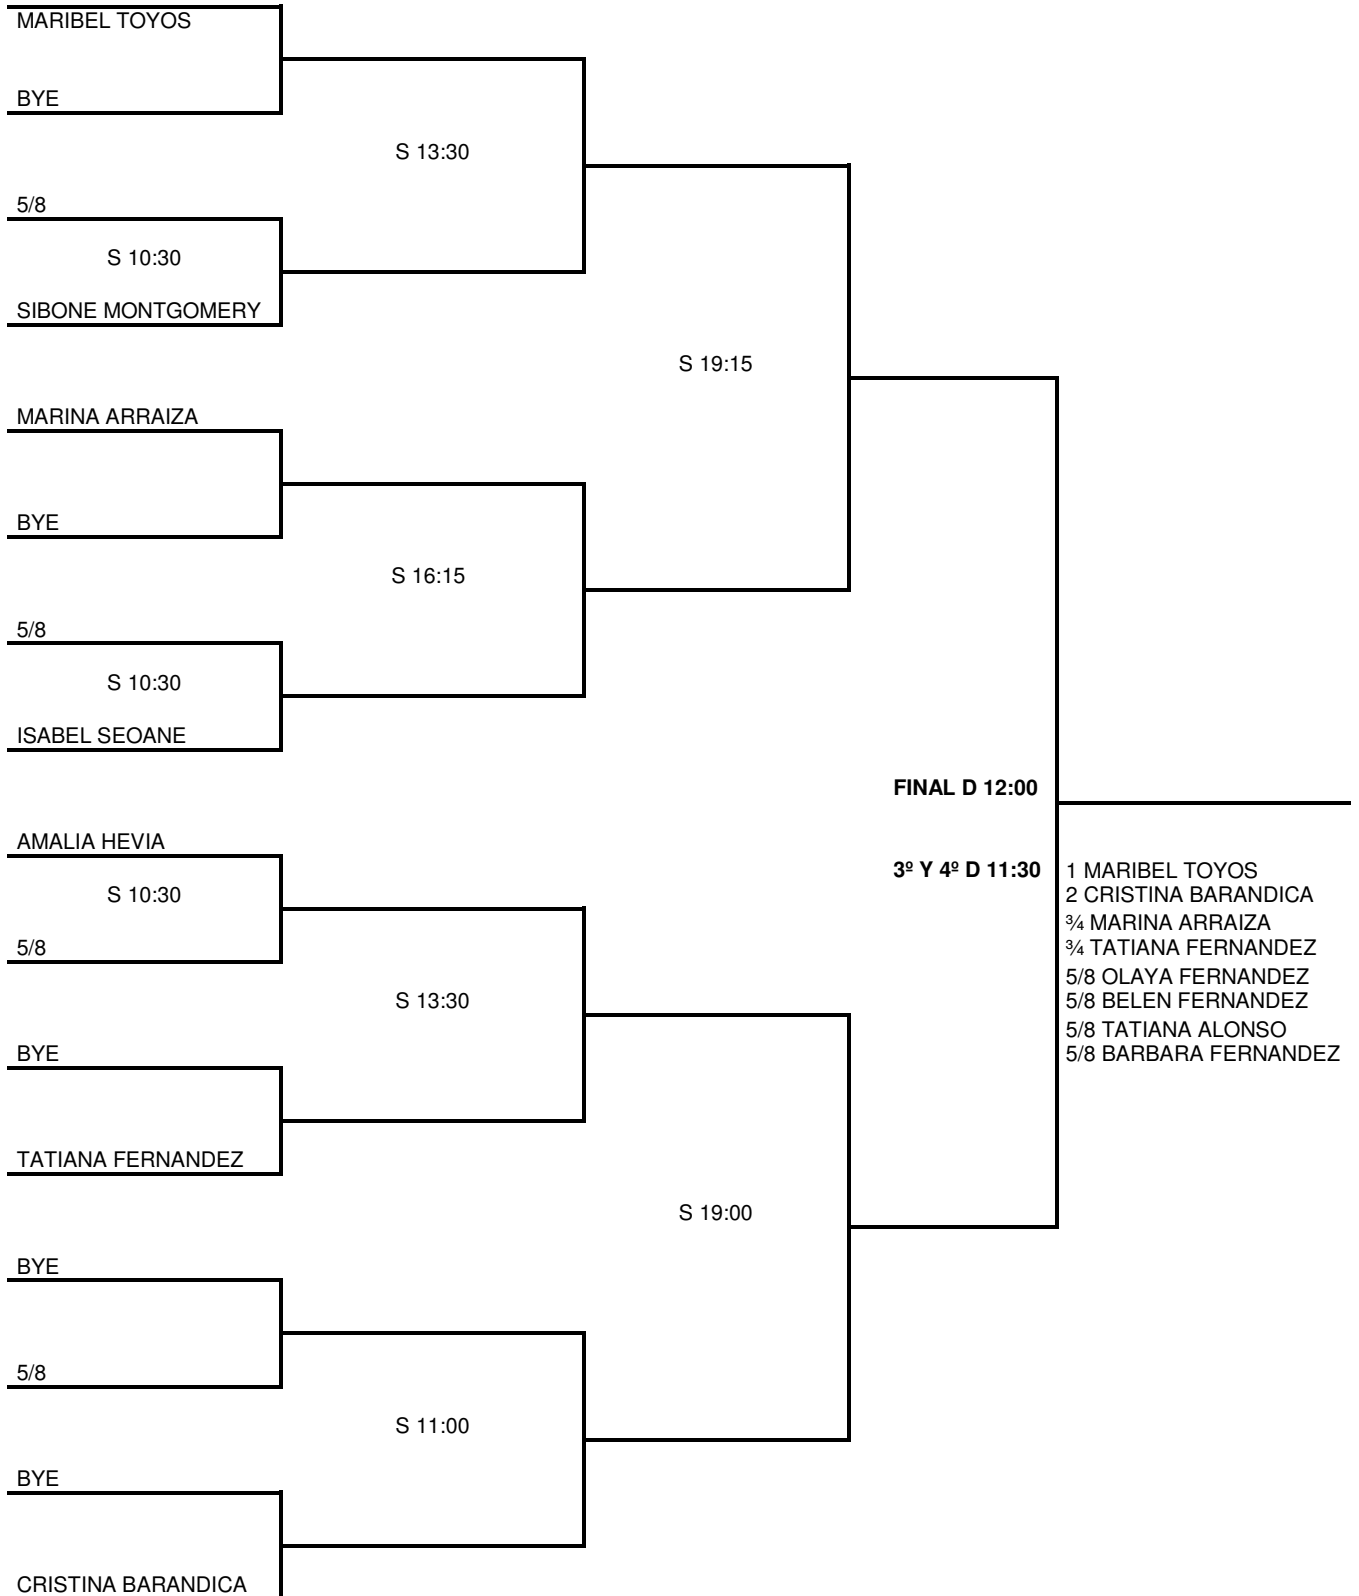 MARIBEL TOYOS
BYE
S 13:30
5/8
S 10:30
SIBONE MONTGOMERY
S 19:15
MARINA ARRAIZA
BYE
S 16:15
5/8
S 10:30
ISABEL SEOANE
FINAL D 12:00
AMALIA HEVIA
3º Y 4º D 11:30
1 MARIBEL TOYOS
S 10:30
2 CRISTINA BARANDICA
¾ MARINA ARRAIZA
5/8
¾ TATIANA FERNANDEZ
5/8 OLAYA FERNANDEZ
S 13:30
5/8 BELEN FERNANDEZ
5/8 TATIANA ALONSO
BYE
5/8 BARBARA FERNANDEZ
TATIANA FERNANDEZ
S 19:00
BYE
5/8
S 11:00
BYE
CRISTINA BARANDICA